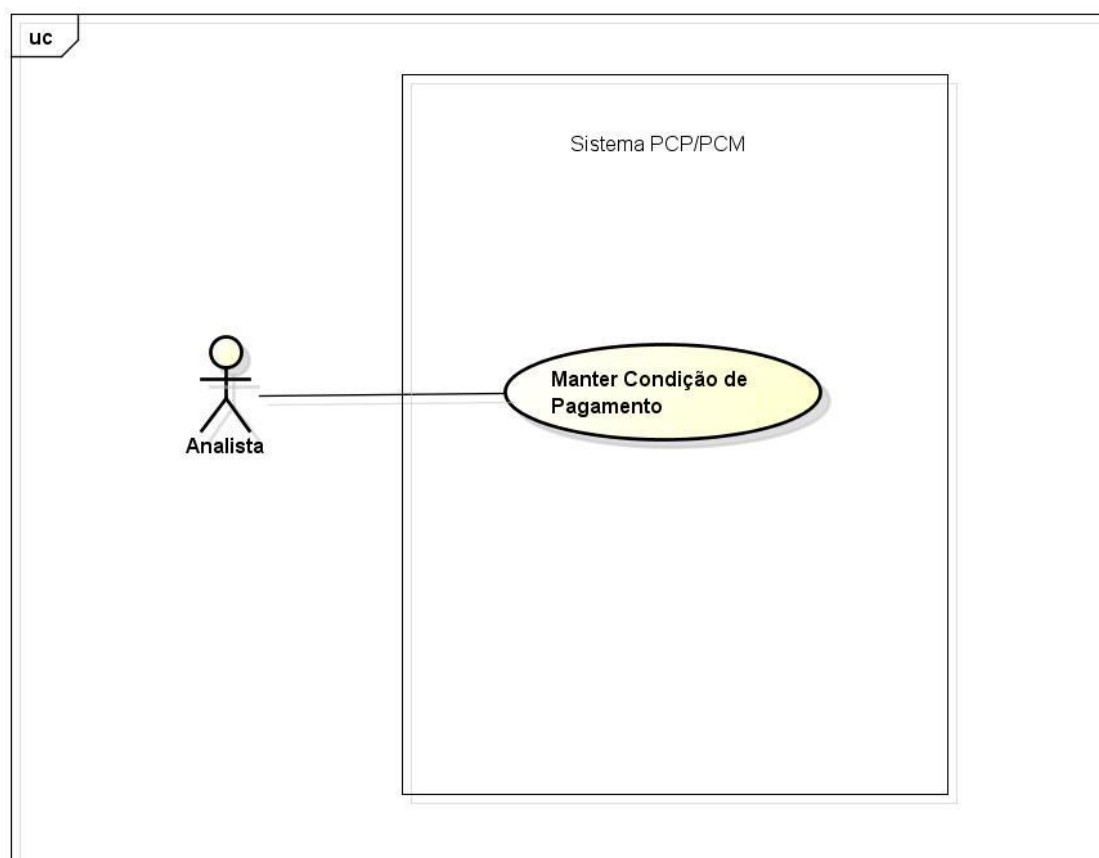 uc
Sistema PCP/PCM
Manter Condição de
Pagamento
Analista